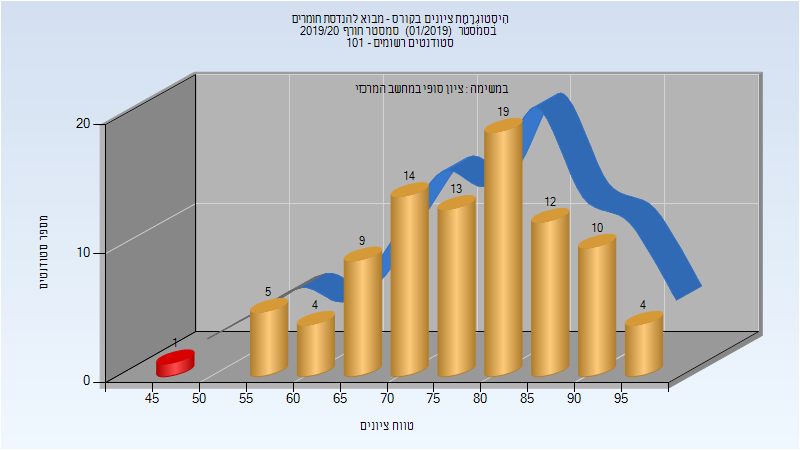 היסטוגרמת ציונים בקורס - מבוא להנדסת חומרים
בסמסטר (01/2019) סמסטר חורף 2019/20
סטודנטים רשומים - 101
במשימה : ציון סופי במחשב המרכזי
מספר סטודנטים
20
10
0
1
5
4
9
14
13
19
12
10
4
45 50 55 60 65 70 75 80 85 90 95
טווח ציונים